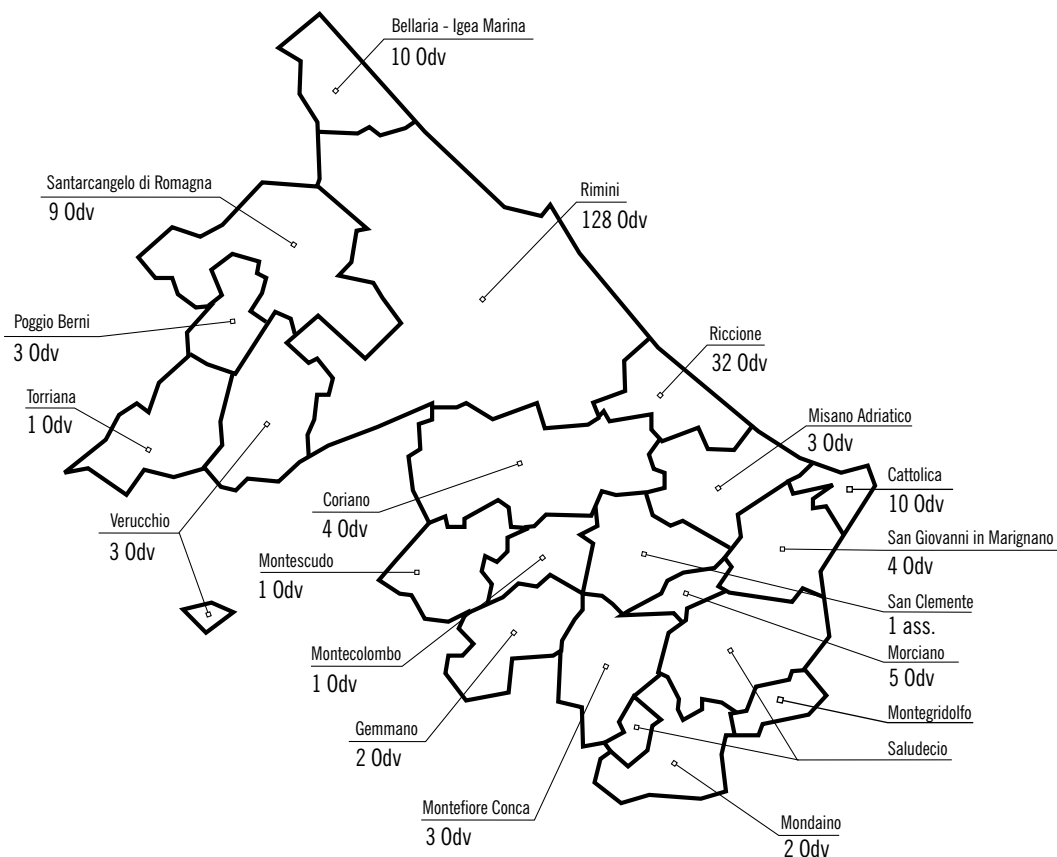 Bellaria - Igea Marina
10 Odv
Santarcangelo di Romagna
9 Odv
Rimini
128 Odv
Poggio Berni
3 Odv
Riccione
32 Odv
Torriana
1 Odv
Misano Adriatico
3 Odv
Cattolica
10 Odv
Coriano
4 Odv
Verucchio
3 Odv
San Giovanni in Marignano
4 Odv
Montescudo
1 Odv
San Clemente
1 ass.
Montecolombo
1 Odv
Morciano
5 Odv
Montegridolfo
Gemmano
2 Odv
Saludecio
Montefiore Conca
3 Odv
Mondaino
2 Odv